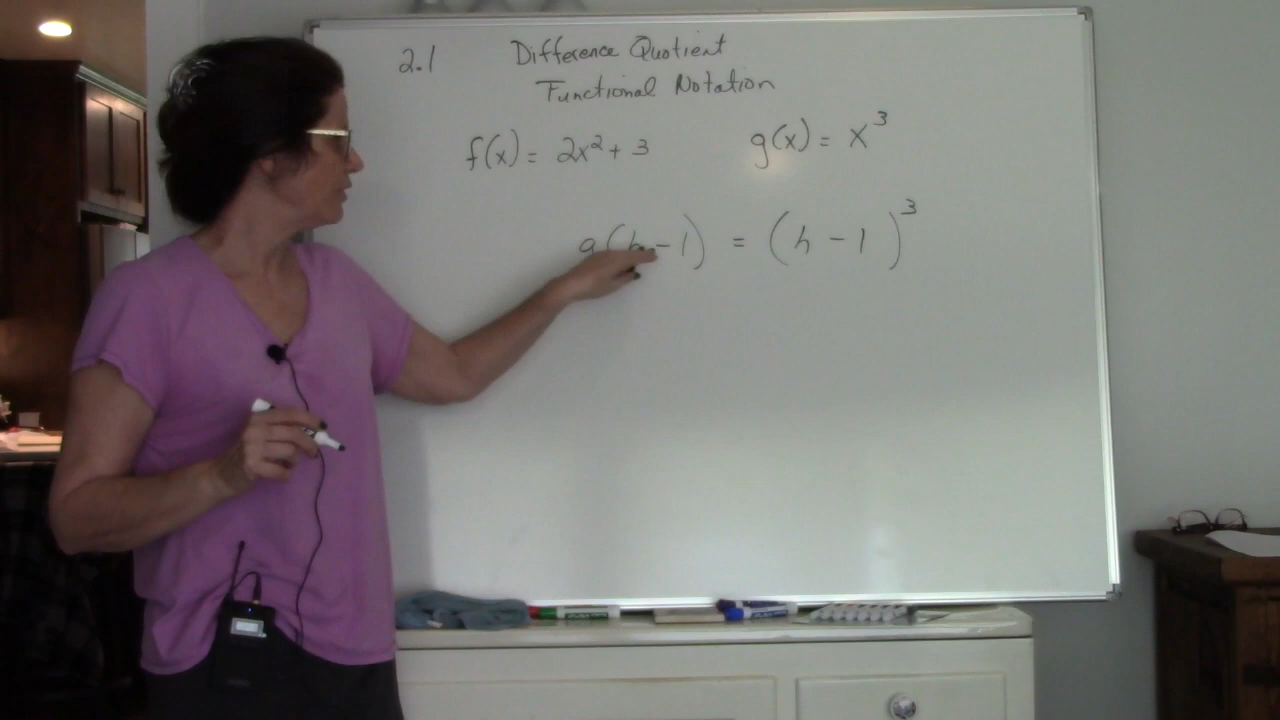 2.1 Difference Quotient
Functional Notation
f(x) = 2x² + 3 g(x) = x³
g(h - 1) = (h - 1)³